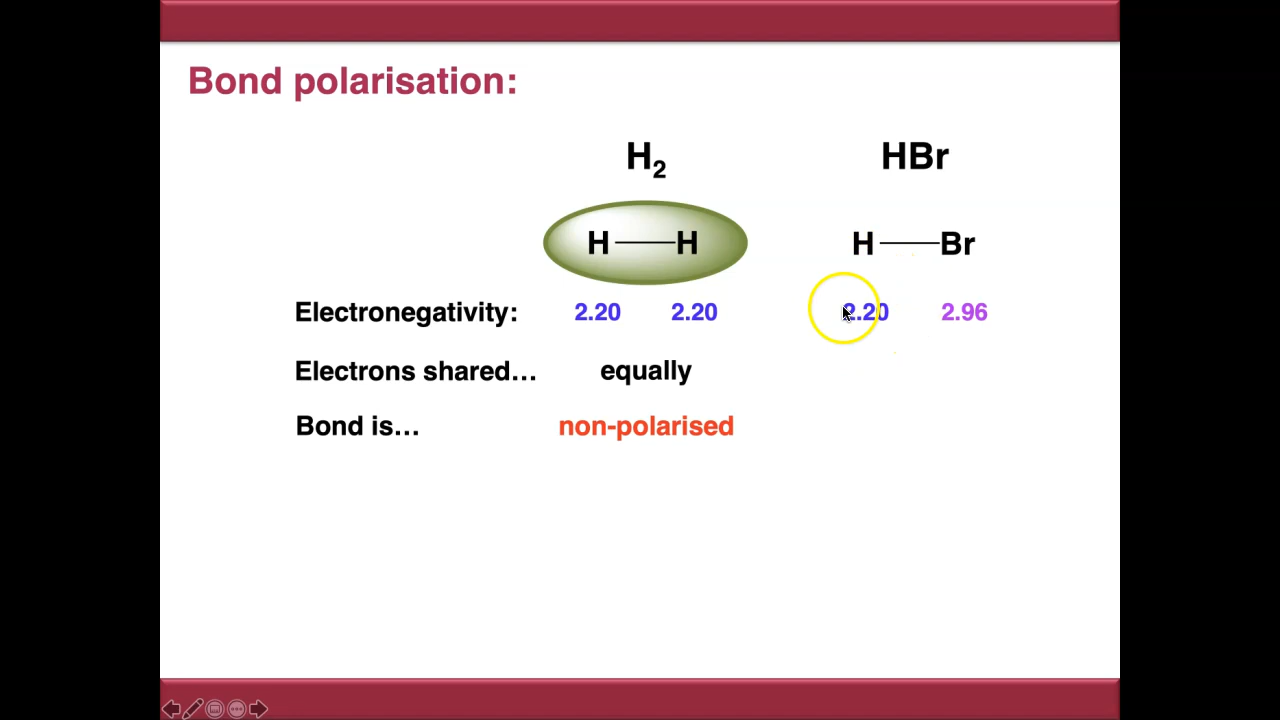 Bond polarisation:
H₂ HBr
H H H Br
Electronegativity: 2.20 2.20 2.20 2.96
Electrons shared… equally
Bond is… non-polarised